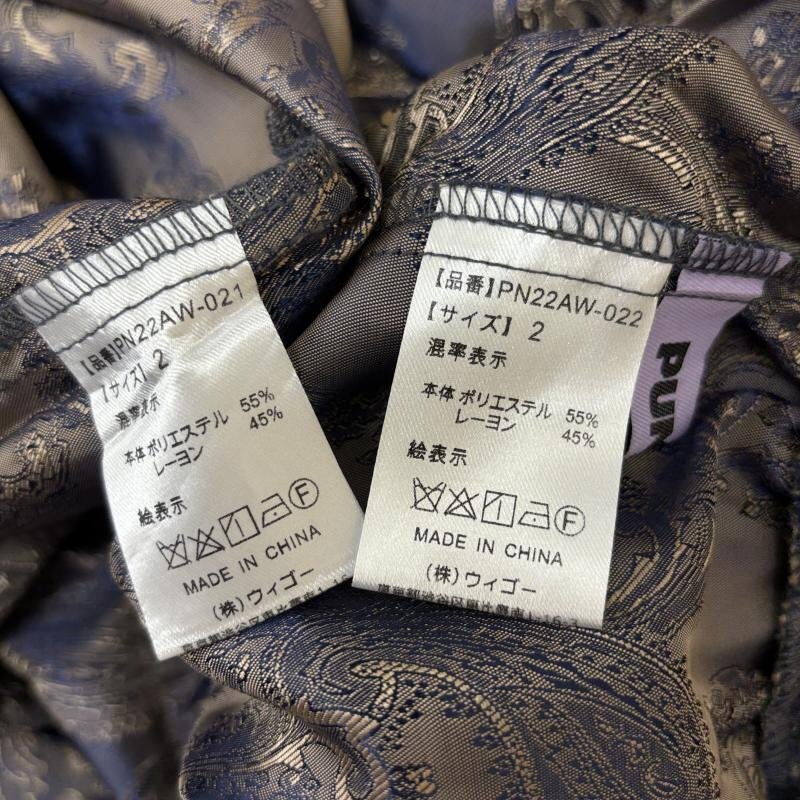 【品番】PN22AW-021
【サイズ】2
混率表示
本体 ポリエステル 55%
レーヨン 45%
絵表示
F
MADE IN CHINA
(株)ウィゴー
【品番】PN22AW-022
【サイズ】2
混率表示
本体 ポリエステル 55%
レーヨン 45%
絵表示
F
MADE IN CHINA
(株)ウィゴー
PUN